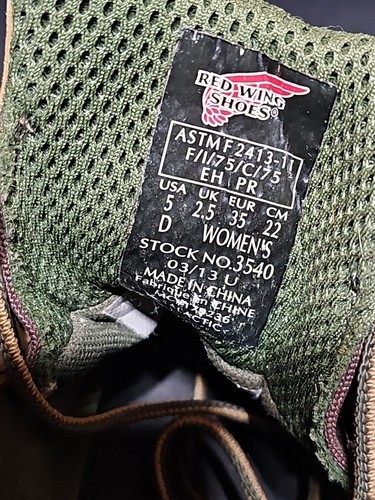 RED WING
SHOES®
ASTM F 2413-11
F/I/75/C/75
EH PR
USA UK EUR CM
5 2.5 35 22
D WOMEN'S
STOCK NO.3540
03/13 U
MADE IN CHINA
Fabriqué en CHINE